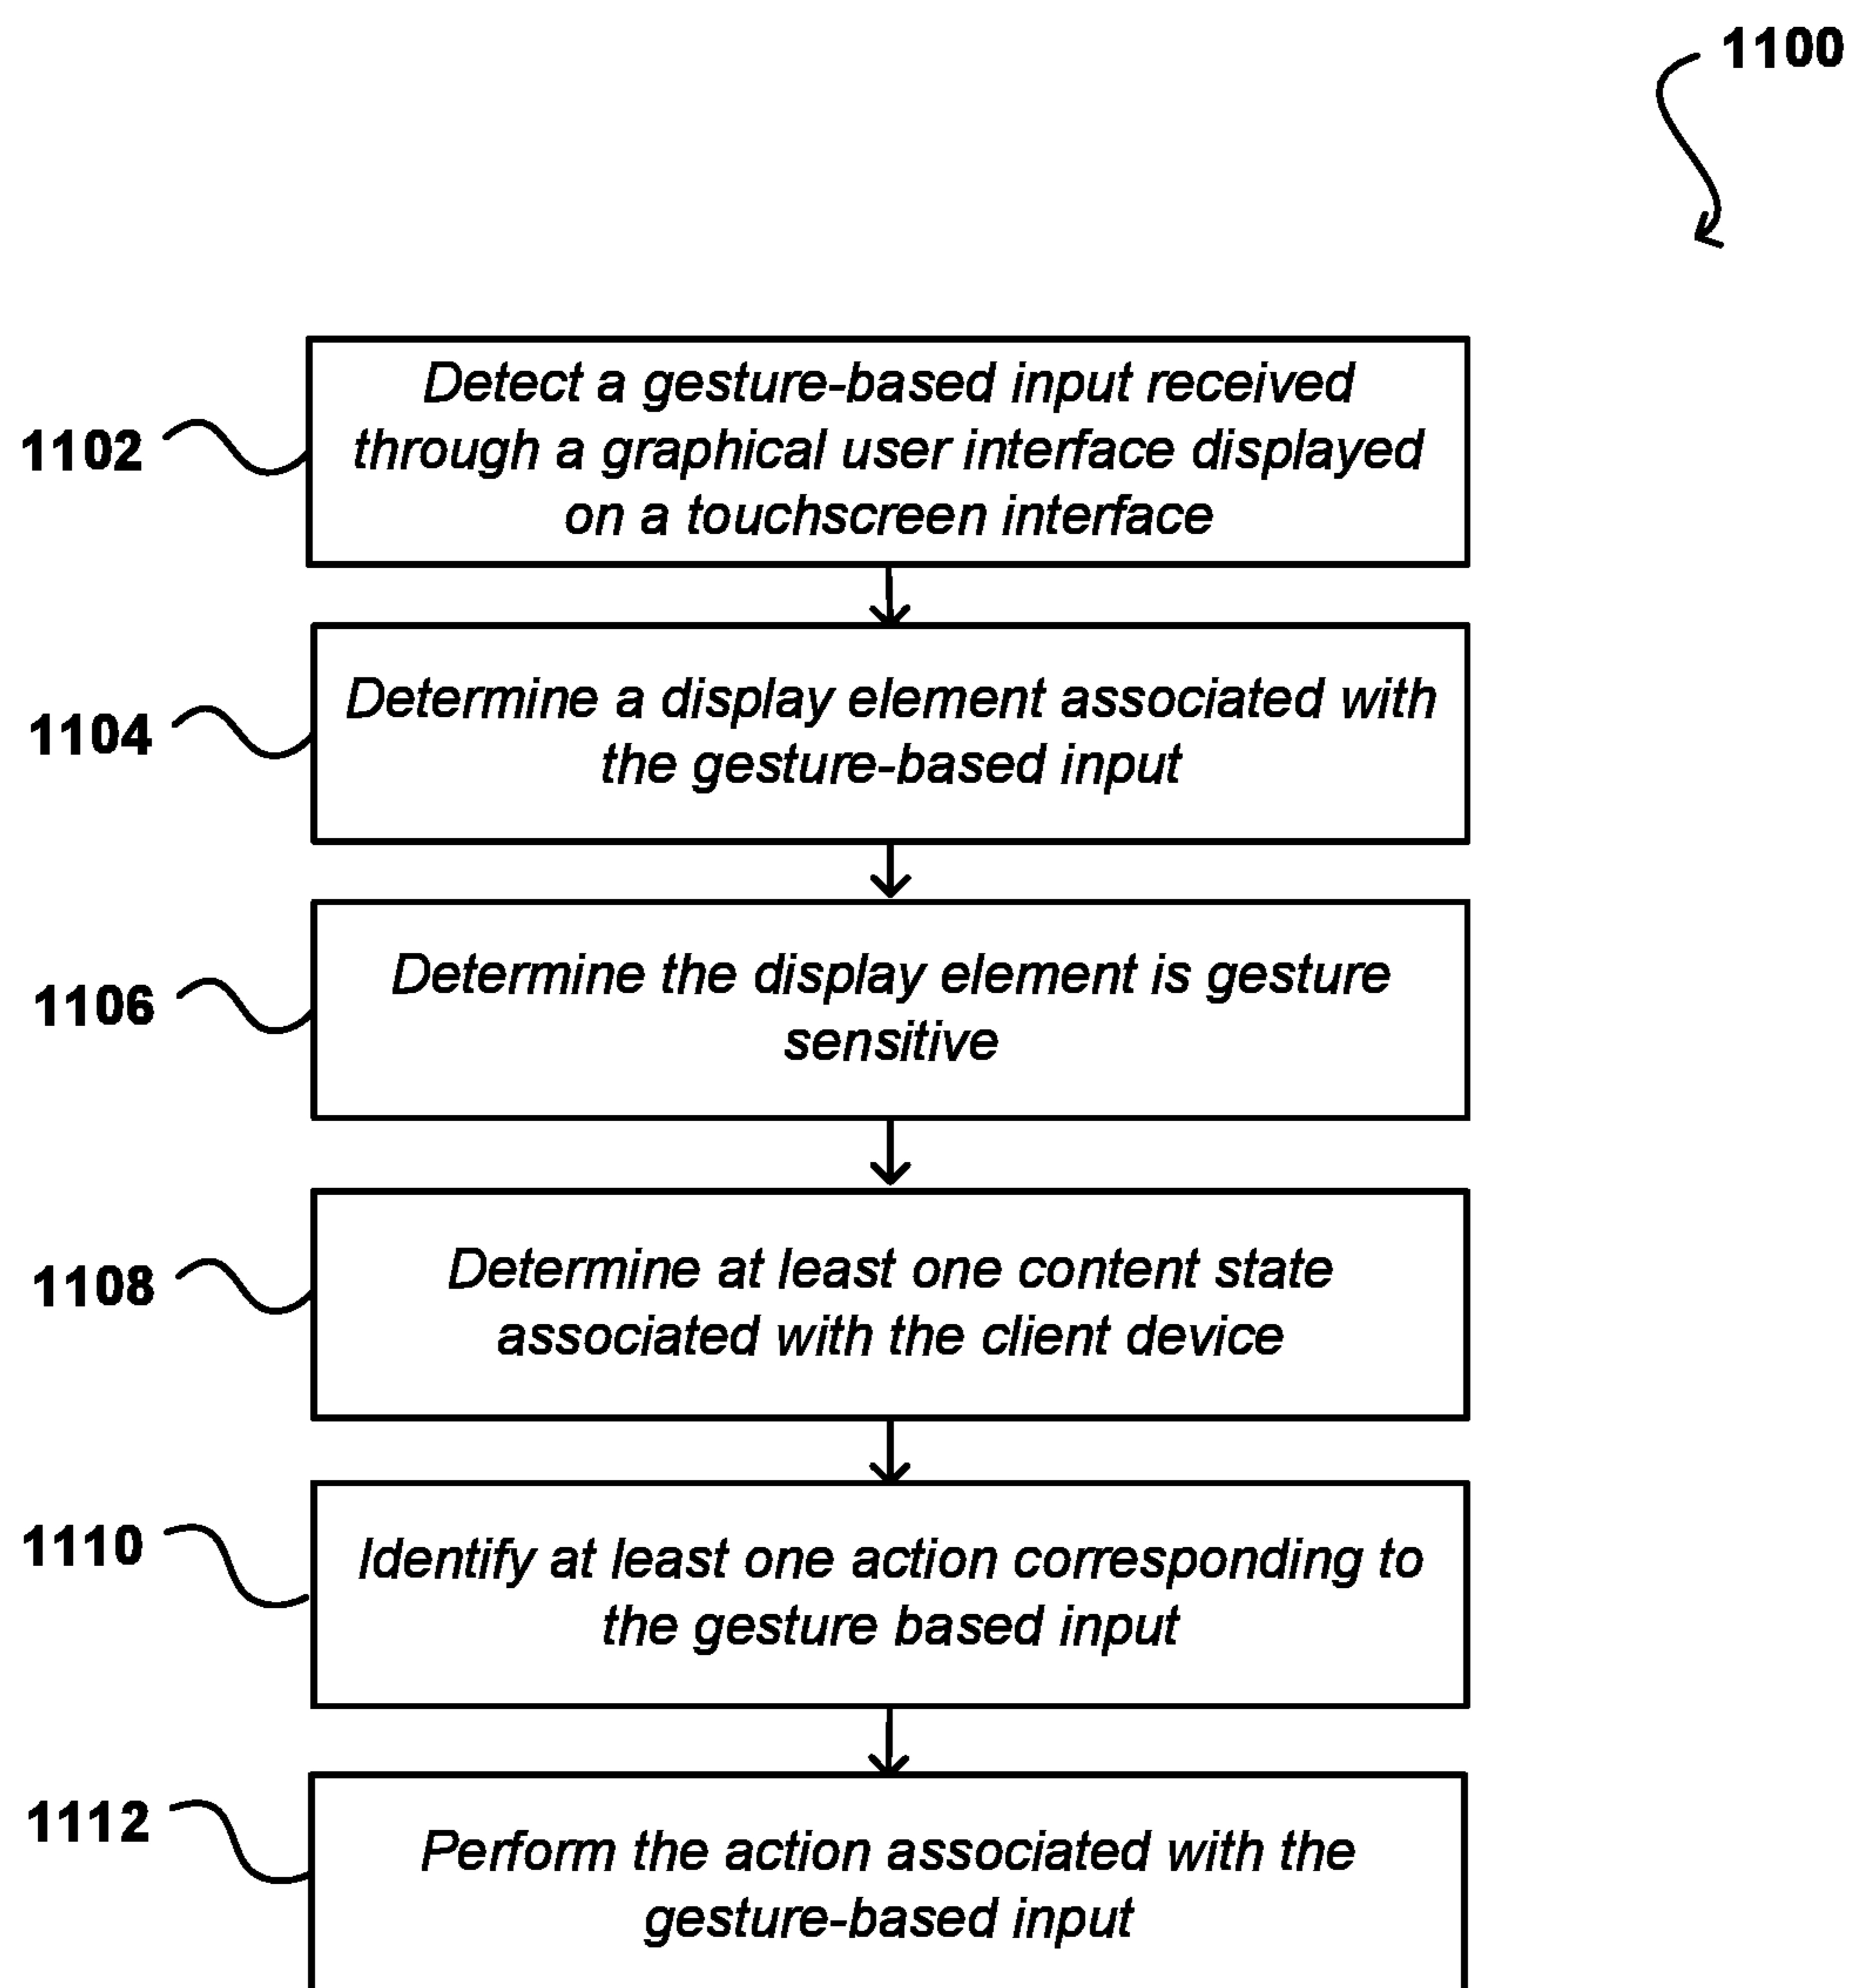 1100
1102
Detect a gesture-based input received
through a graphical user interface displayed
on a touchscreen interface
1104
Determine a display element associated with
the gesture-based input
1106
Determine the display element is gesture
sensitive
1108
Determine at least one content state
associated with the client device
1110
Identify at least one action corresponding to
the gesture based input
1112
Perform the action associated with the
gesture-based input